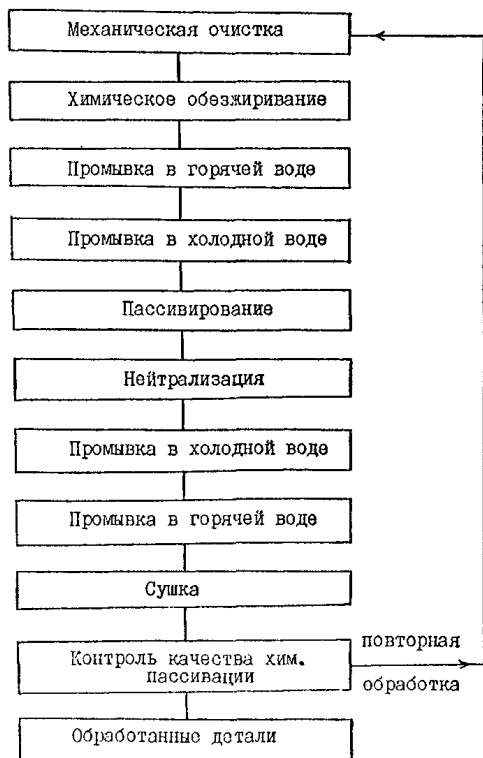 Механическая очистка
Химическое обезжиривание
Промывка в горячей воде
Промывка в холодной воде
Пассивирование
Нейтрализация
Промывка в холодной воде
Промывка в горячей воде
Сушка
Контроль качества хим.
пассивации
повторная
обработка
Обработанные детали